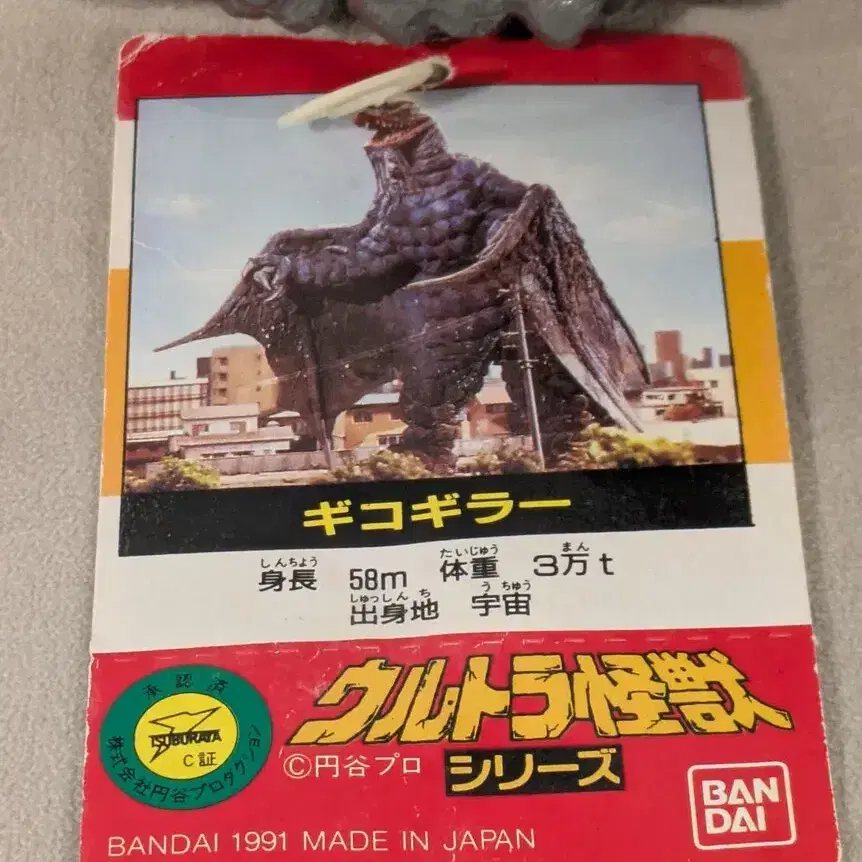 ギコギラー
しんちょう たいじゅう まん
身長 58m 体重 3万t
しゅっしんち うちゅう
出身地 宇宙
承認済
TSUBURAYA
C証
株式会社円谷プロダクション
ウルトラ怪獣
シリーズ
©円谷プロ
BAN
DAI
BANDAI 1991 MADE IN JAPAN